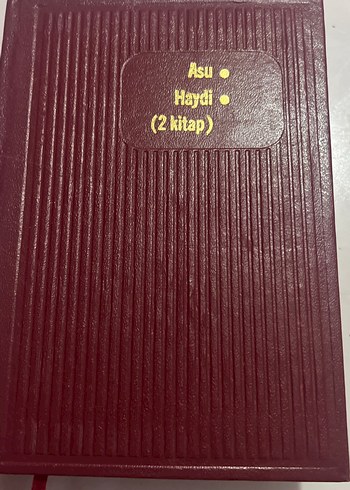 Asu •
Haydi •
(2 kitap)